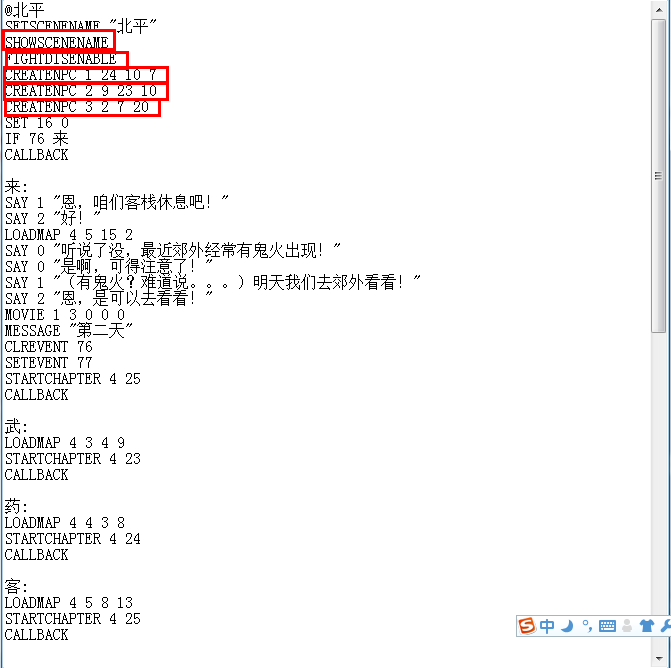 @北平
SETSCENENAME "北平"
SHOWSCENENAME
FIGHTDISENABLE
CREATENPC 1 24 10 7
CREATENPC 2 9 23 10
CREATENPC 3 2 7 20
SET 16 0
IF 76 来
CALLBACK
来:
SAY 1 "恩，咱们客栈休息吧！"
SAY 2 "好！"
LOADMAP 4 5 15 2
SAY 0 "听说了没，最近郊外经常有鬼火出现！"
SAY 0 "是啊，可得注意了！"
SAY 1 "（有鬼火？难道说。。。）明天我们去郊外看看！"
SAY 2 "恩，是可以去看看！"
MOVIE 1 3 0 0 0
MESSAGE "第二天"
CLREVENT 76
SETEVENT 77
STARTCHAPTER 4 25
CALLBACK
武:
LOADMAP 4 3 4 9
STARTCHAPTER 4 23
CALLBACK
药:
LOADMAP 4 4 3 8
STARTCHAPTER 4 24
CALLBACK
客:
LOADMAP 4 5 8 13
STARTCHAPTER 4 25
CALLBACK
S 中